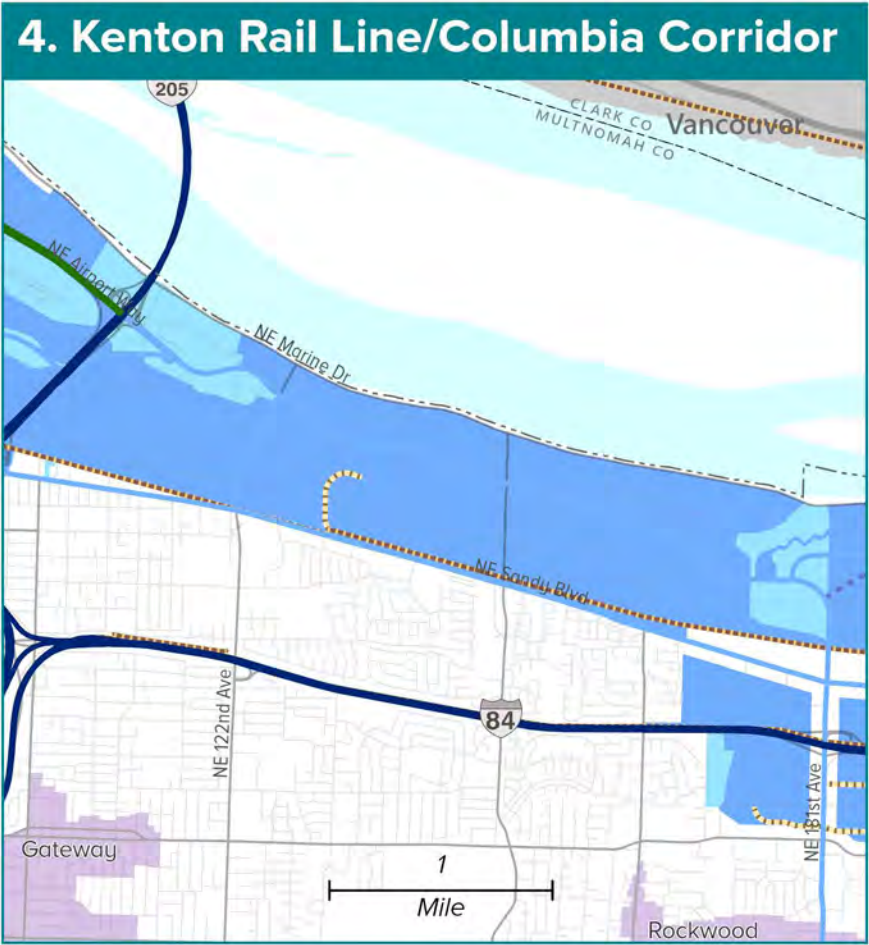 4. Kenton Rail Line/Columbia Corridor
205
CLARK CO
MULTNOMAH CO
Vancouver
NE Airport Way
NE Marine Dr
NE Sandy Blvd
NE 122nd Ave
84
NE 181st Ave
Gateway
1
Mile
Rockwood